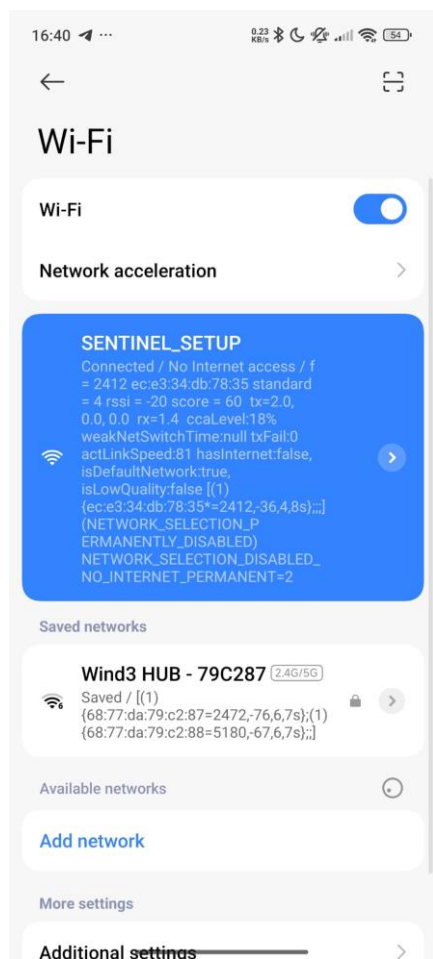 16:40 ···
0.23
KB/s 54
Wi-Fi
Wi-Fi
Network acceleration
SENTINEL_SETUP
Connected / No Internet access / f
= 2412 ec:e3:34:db:78:35 standard
= 4 rssi = -20 score = 60 tx=2.0,
0.0, 0.0 rx=1.4 ccaLevel:18%
weakNetSwitchTime:null txFail:0
actLinkSpeed:81 hasInternet:false,
isDefaultNetwork:true,
isLowQuality:false [(1)
{ec:e3:34:db:78:35*=2412,-36,4,8s};;;]
(NETWORK_SELECTION_P
ERMANENTLY_DISABLED)
NETWORK_SELECTION_DISABLED_
NO_INTERNET_PERMANENT=2
Saved networks
Wind3 HUB - 79C287 2.4G/5G
Saved / [(1)
{68:77:da:79:c2:87=2472,-76,6,7s};(1)
{68:77:da:79:c2:88=5180,-67,6,7s};;]
6
Available networks
Add network
More settings
Additional settings